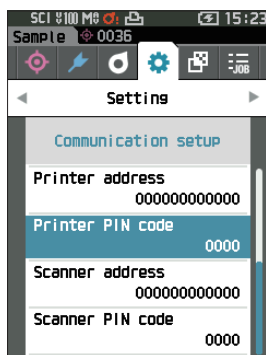 SCI 100 M0 15:23
Sample 0036
-JOB
Setting
Communication setup
Printer address
000000000000
Printer PIN code
0000
Scanner address
000000000000
Scanner PIN code
0000